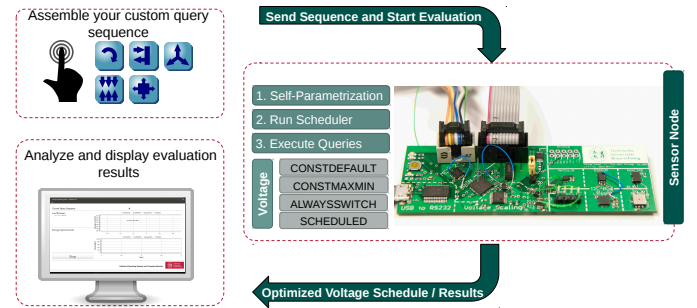 Assemble your custom query
sequence
Send Sequence and Start Evaluation
1. Self-Parametrization
2. Run Scheduler
3. Execute Queries
Voltage
CONSTDEFAULT
CONSTMAXMIN
ALWAYSSWITCH
SCHEDULED
USB to RS232
Voltage Scaling
Sensor Node
Analyze and display evaluation
results
Optimized Voltage Schedule / Results